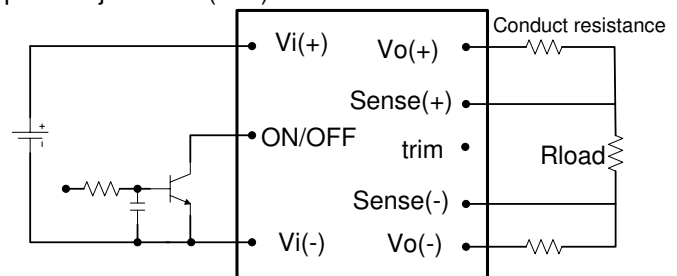 Conduct resistance
Vi(+)
Vo(+)
Sense(+)
ON/OFF
trim
Rload
Sense(-)
Vi(-)
Vo(-)
+
-